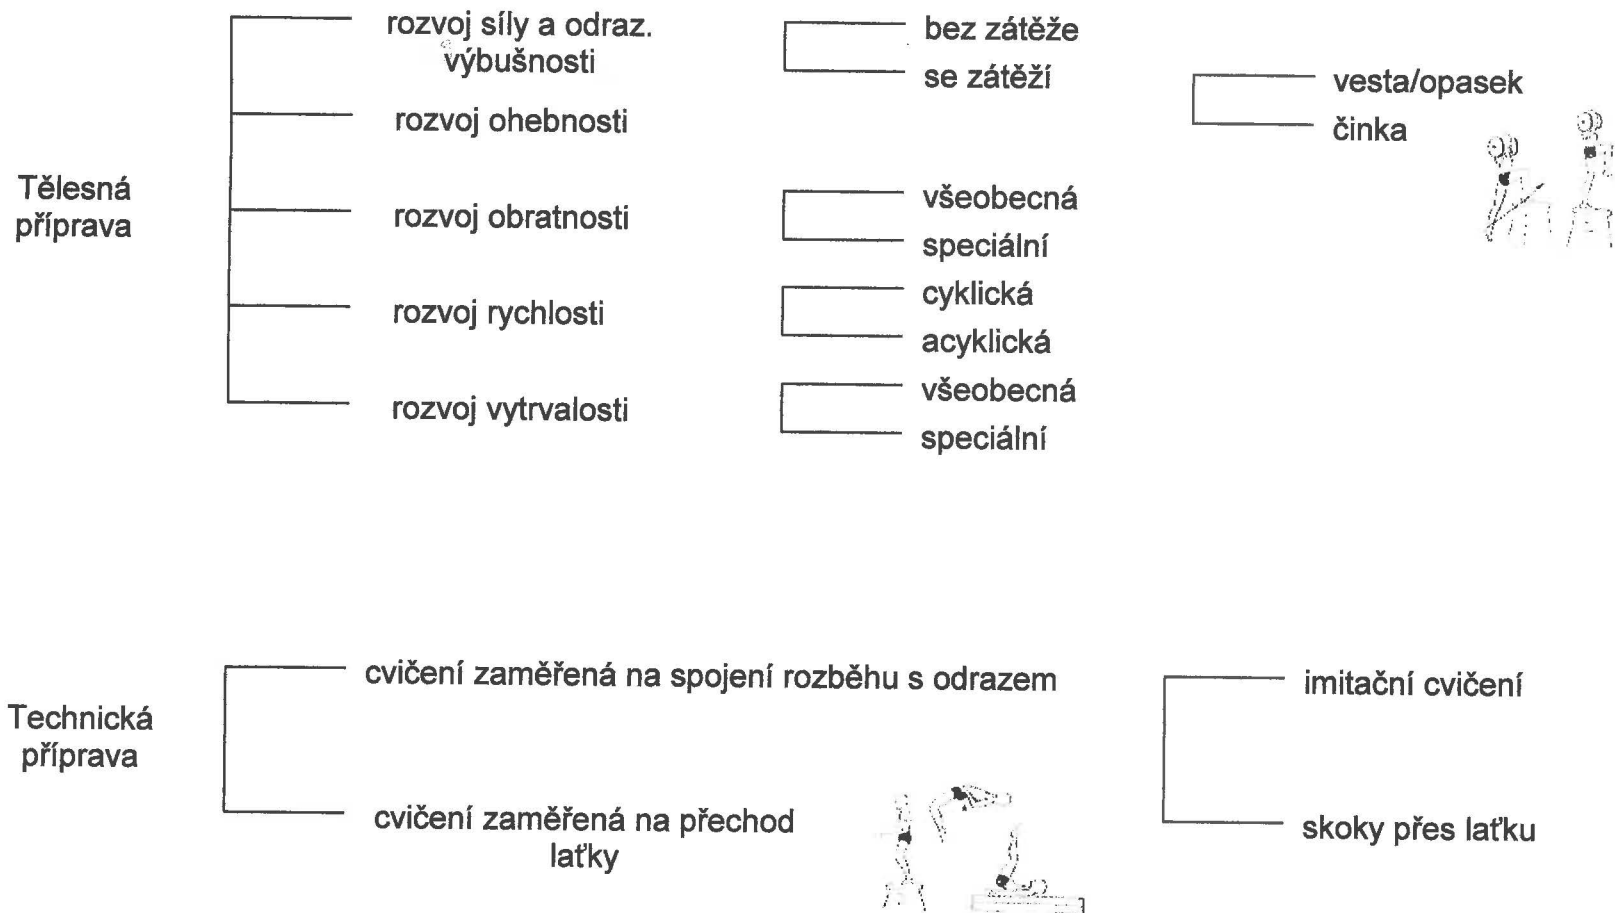 Tělesná
příprava
rozvoj síly a odraz.
výbušnosti
bez zátěže
se zátěží
vesta/opasek
činka
rozvoj ohebnosti
rozvoj obratnosti
všeobecná
speciální
rozvoj rychlosti
cyklická
acyklická
rozvoj vytrvalosti
všeobecná
speciální
Technická
příprava
cvičení zaměřená na spojení rozběhu s odrazem
cvičení zaměřená na přechod
laťky
imitační cvičení
skoky přes laťku